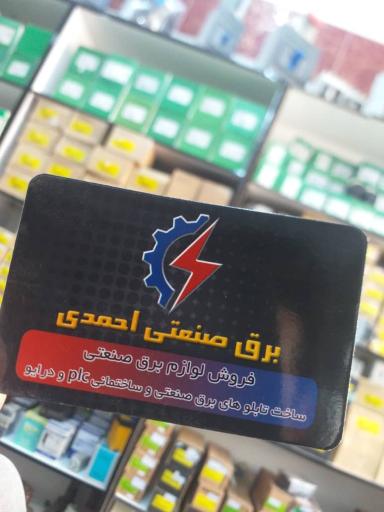 برق صنعتی احمدی
فروش لوازم برق صنعتی
ساخت تابلو های برق صنعتی و ساختمانی plc و درایو